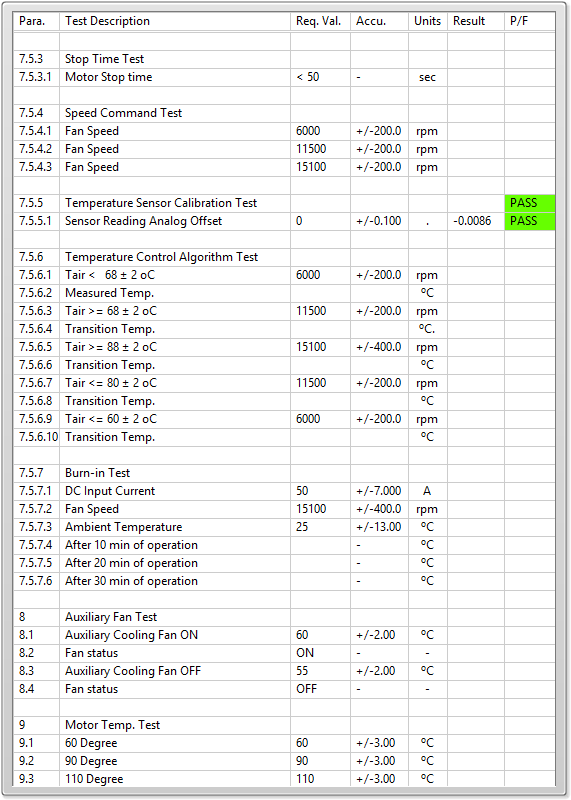 Para. Test Description Req. Val. Accu. Units Result P/F
7.5.3 Stop Time Test
7.5.3.1 Motor Stop time < 50 - sec
7.5.4 Speed Command Test
7.5.4.1 Fan Speed 6000 +/-200.0 rpm
7.5.4.2 Fan Speed 11500 +/-200.0 rpm
7.5.4.3 Fan Speed 15100 +/-200.0 rpm
7.5.5 Temperature Sensor Calibration Test PASS
7.5.5.1 Sensor Reading Analog Offset 0 +/-0.100 . -0.0086 PASS
7.5.6 Temperature Control Algorithm Test
7.5.6.1 Tair < 68 ± 2 oC 6000 +/-200.0 rpm
7.5.6.2 Measured Temp. ºC
7.5.6.3 Tair >= 68 ± 2 oC 11500 +/-200.0 rpm
7.5.6.4 Transition Temp. ºC.
7.5.6.5 Tair >= 88 ± 2 oC 15100 +/-400.0 rpm
7.5.6.6 Transition Temp. ºC
7.5.6.7 Tair <= 80 ± 2 oC 11500 +/-200.0 rpm
7.5.6.8 Transition Temp. ºC
7.5.6.9 Tair <= 60 ± 2 oC 6000 +/-200.0 rpm
7.5.6.10 Transition Temp. ºC
7.5.7 Burn-in Test
7.5.7.1 DC Input Current 50 +/-7.000 A
7.5.7.2 Fan Speed 15100 +/-400.0 rpm
7.5.7.3 Ambient Temperature 25 +/-13.00 ºC
7.5.7.4 After 10 min of operation - ºC
7.5.7.5 After 20 min of operation - ºC
7.5.7.6 After 30 min of operation - ºC
8 Auxiliary Fan Test
8.1 Auxiliary Cooling Fan ON 60 +/-2.00 ºC
8.2 Fan status ON - -
8.3 Auxiliary Cooling Fan OFF 55 +/-2.00 ºC
8.4 Fan status OFF - -
9 Motor Temp. Test
9.1 60 Degree 60 +/-3.00 ºC
9.2 90 Degree 90 +/-3.00 ºC
9.3 110 Degree 110 +/-3.00 ºC